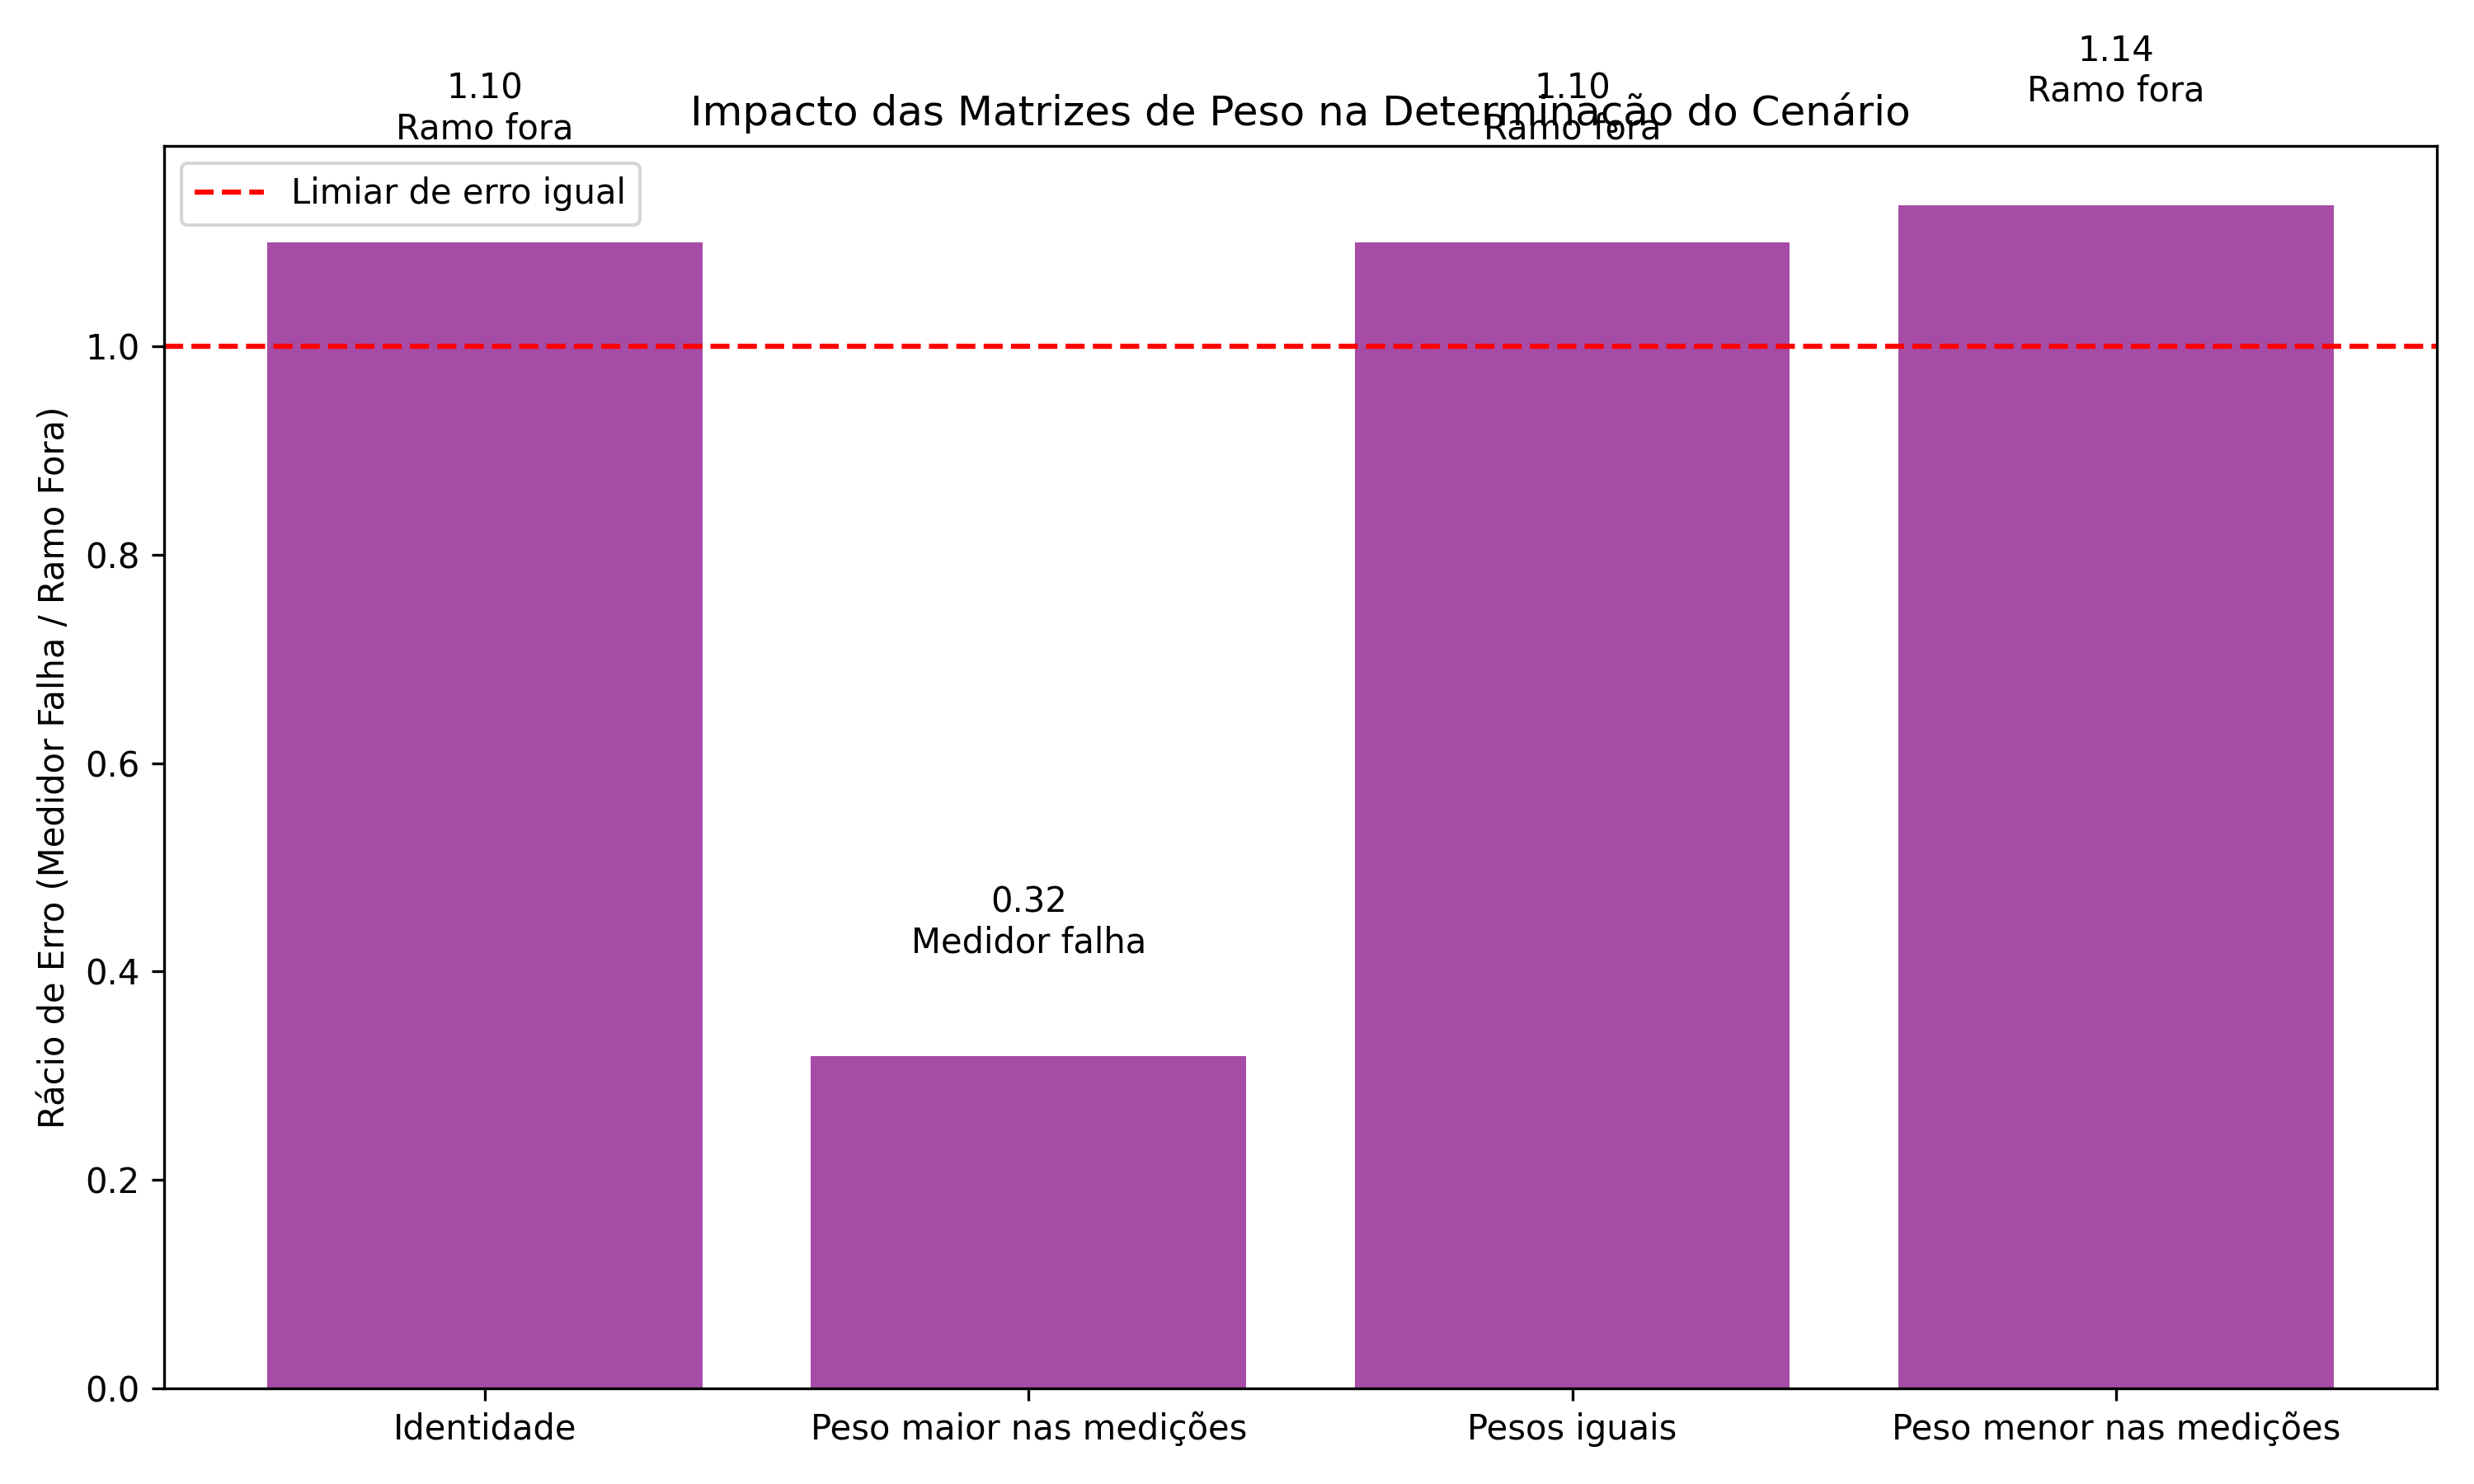 1.14
Ramo fora
1.10
Ramo fora
1.10
Ramo fora
Impacto das Matrizes de Peso na Determinação do Cenário
Limiar de erro igual
Rácio de Erro (Medidor Falha / Ramo Fora)
1.0
0.8
0.6
0.4
0.2
0.0
0.32
Medidor falha
Identidade
Peso maior nas medições
Pesos iguais
Peso menor nas medições